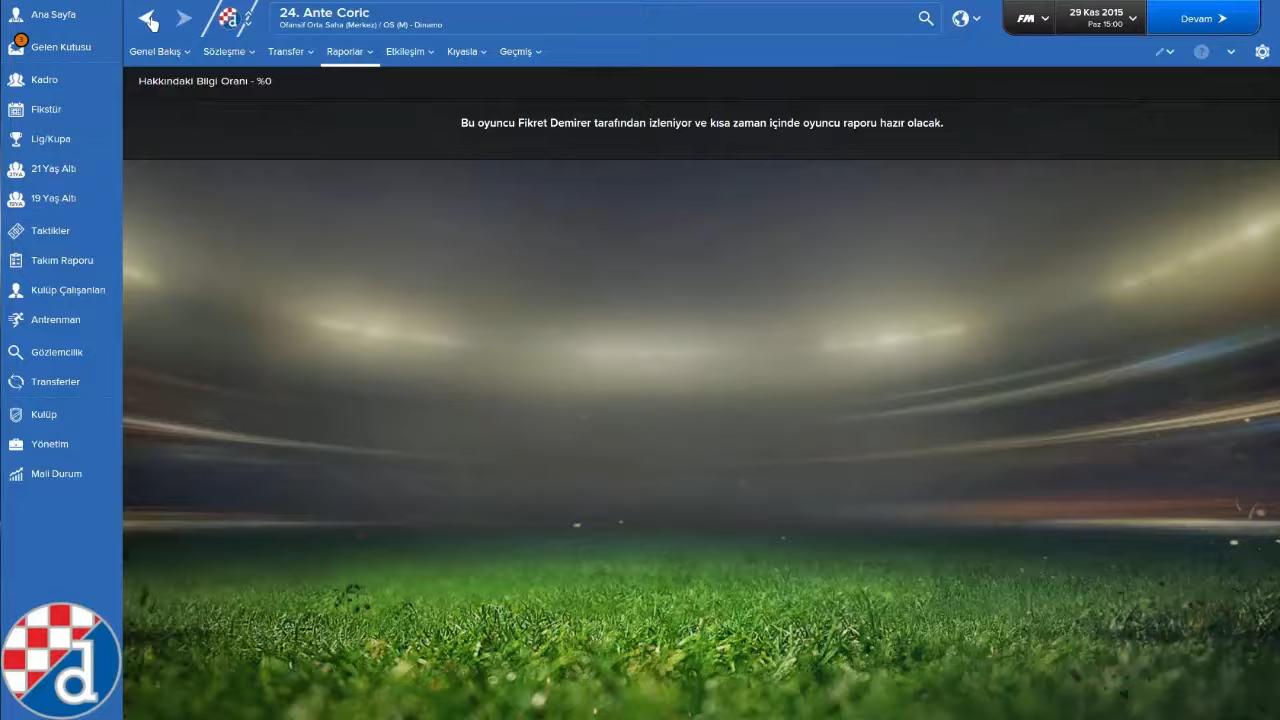 Ana Sayfa
3
Gelen Kutusu
Kadro
Fikstür
Lig/Kupa
21 Yaş Altı
19 Yaş Altı
Taktikler
Takım Raporu
Kulüp Çalışanları
Antrenman
Gözlemcilik
Transferler
Kulüp
Yönetim
Mali Durum
24. Ante Coric
Ofansif Orta Saha (Merkez) / OS (M) - Dinamo
FM
29 Kas 2015
Paz 15:00
Devam
Genel Bakış
Sözleşme
Transfer
Raporlar
Etkileşim
Kıyasla
Geçmiş
?
Hakkındaki Bilgi Oranı - %0
Bu oyuncu Fikret Demirer tarafından izleniyor ve kısa zaman içinde oyuncu raporu hazır olacak.
d